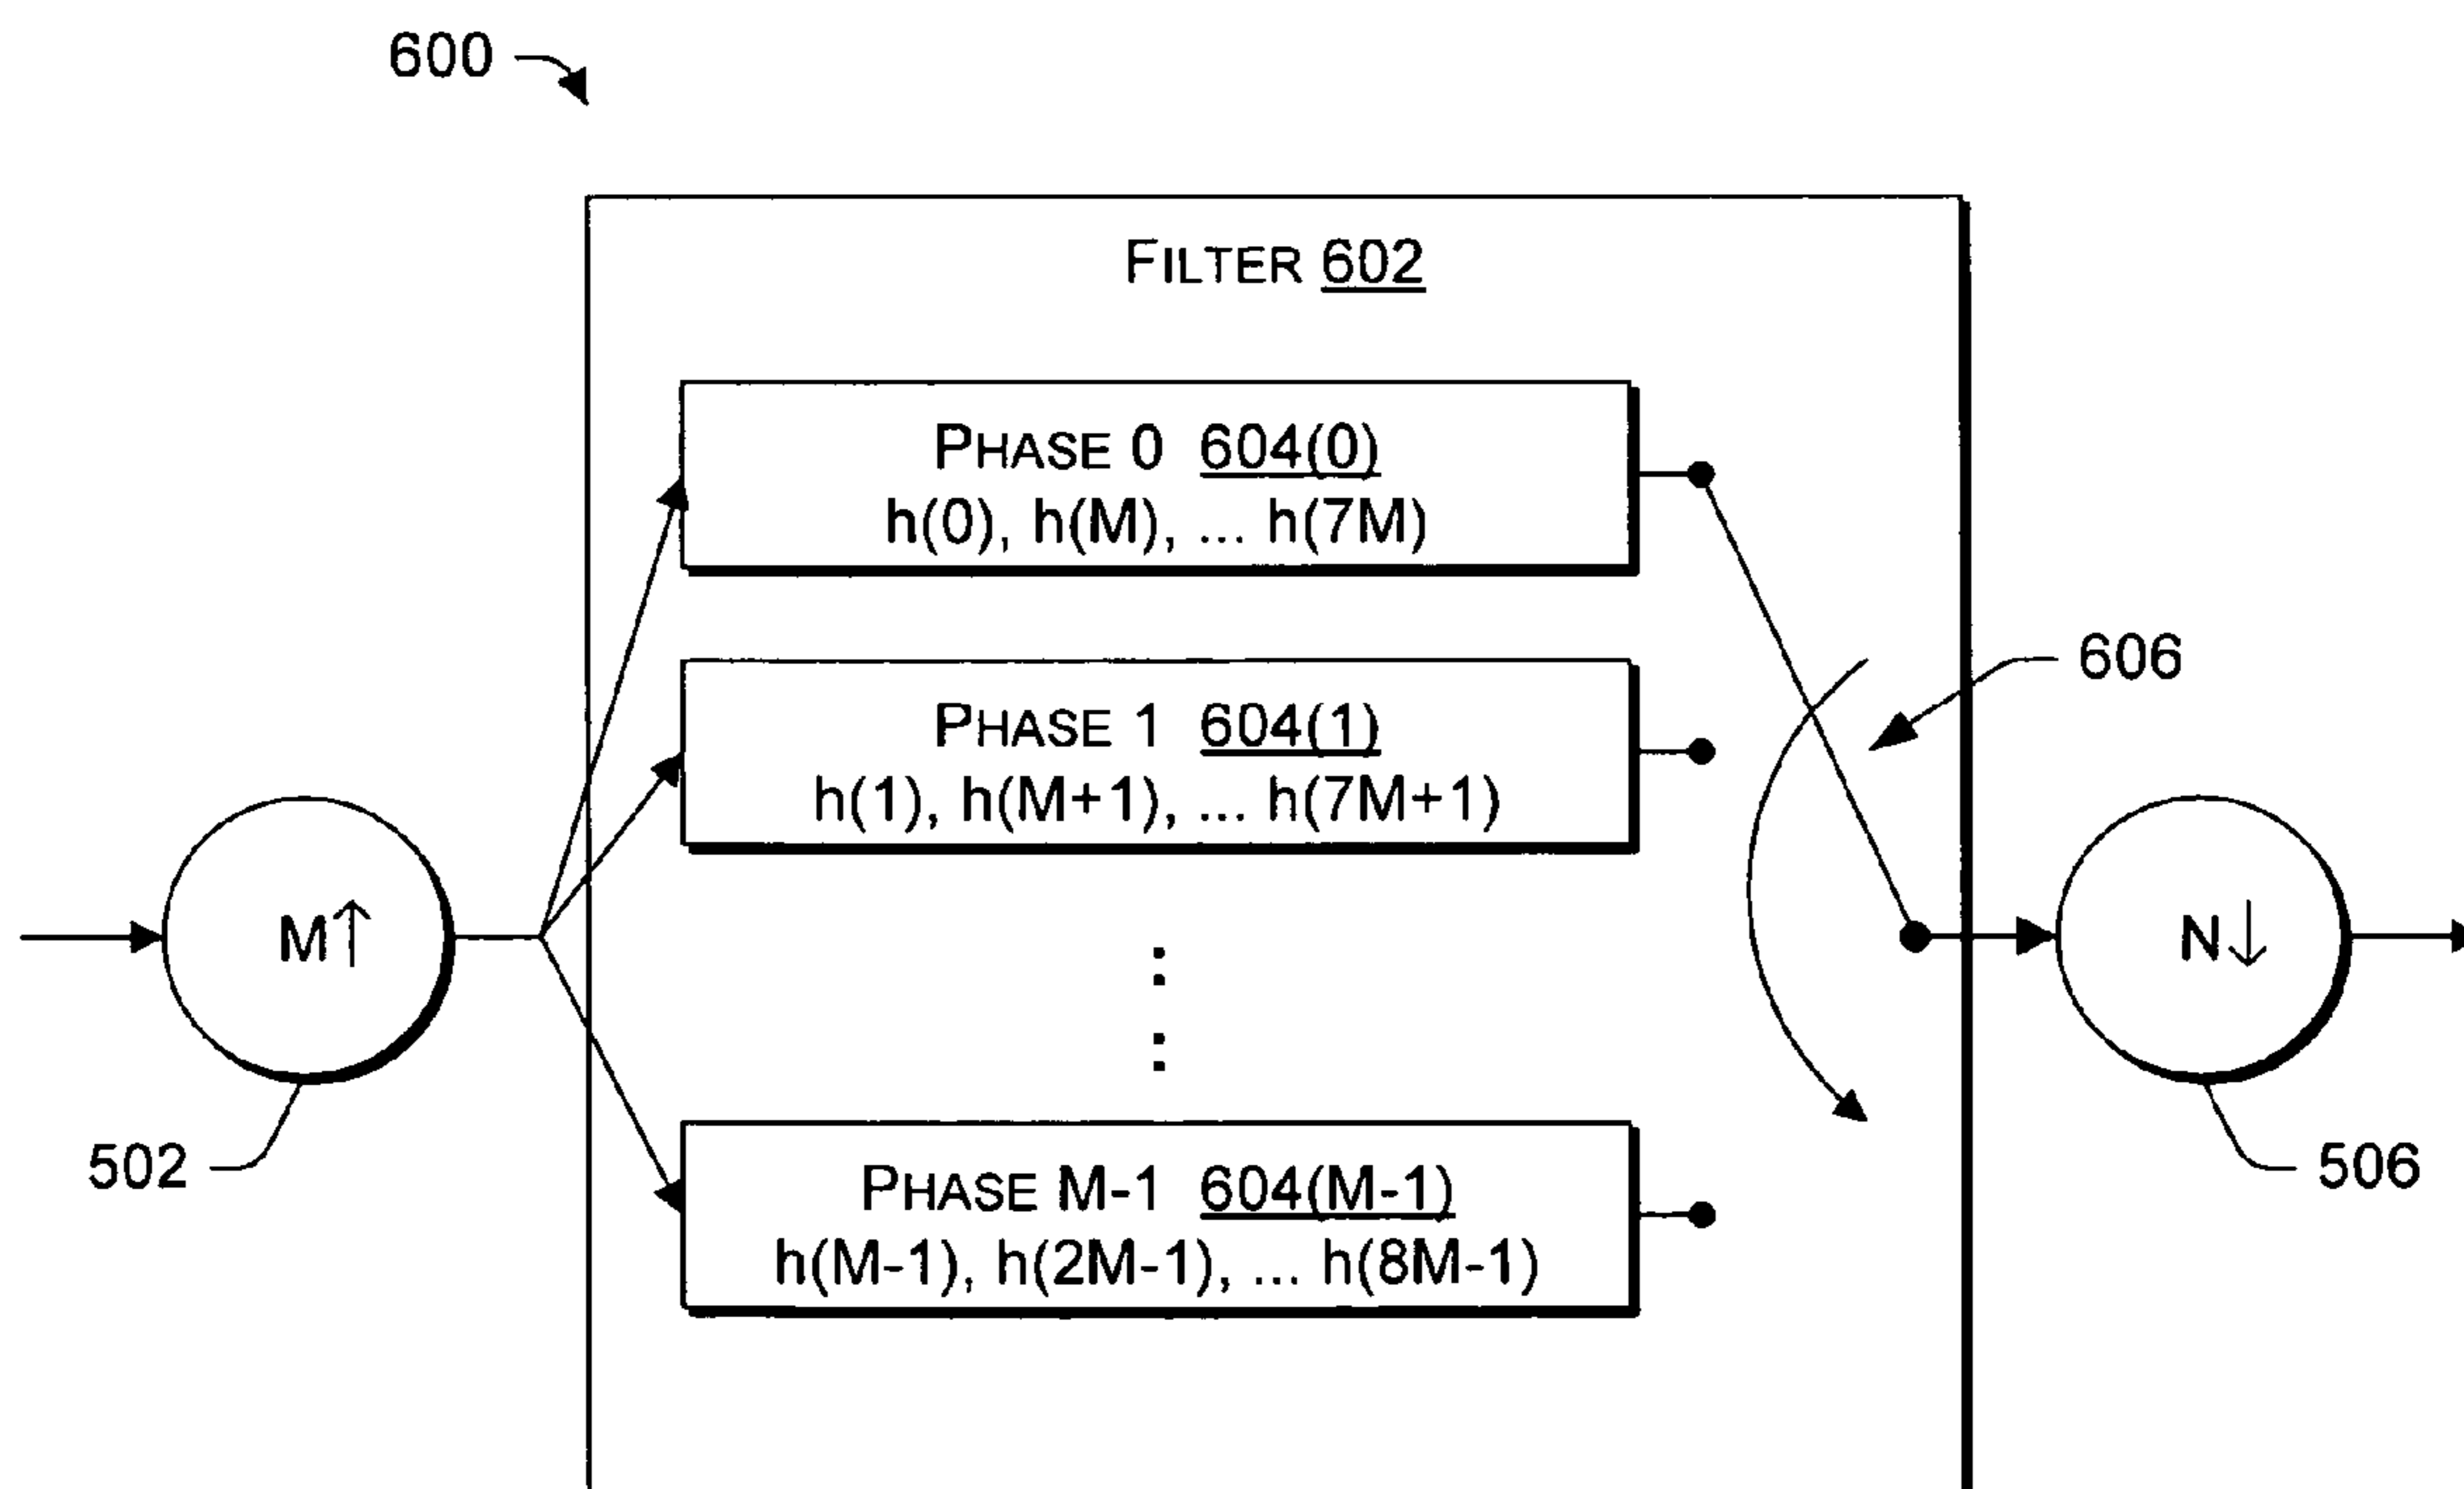 600
FILTER 602
PHASE 0 604(0)
h(0), h(M), ... h(7M)
606
PHASE 1 604(1)
h(1), h(M+1), ... h(7M+1)
M↑
N↓
502
506
PHASE M-1 604(M-1)
h(M-1), h(2M-1), ... h(8M-1)